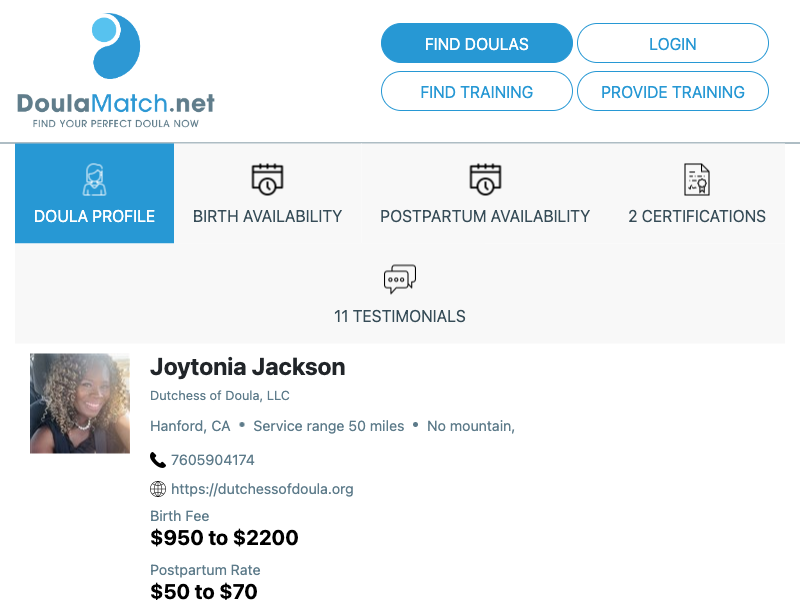 DoulaMatch.net
FIND YOUR PERFECT DOULA NOW
FIND DOULAS
LOGIN
FIND TRAINING
PROVIDE TRAINING
DOULA PROFILE
BIRTH AVAILABILITY
POSTPARTUM AVAILABILITY
2 CERTIFICATIONS
11 TESTIMONIALS
Joytonia Jackson
Dutchess of Doula, LLC
Hanford, CA • Service range 50 miles • No mountain,
7605904174
https://dutchessofdoula.org
Birth Fee
$950 to $2200
Postpartum Rate
$50 to $70